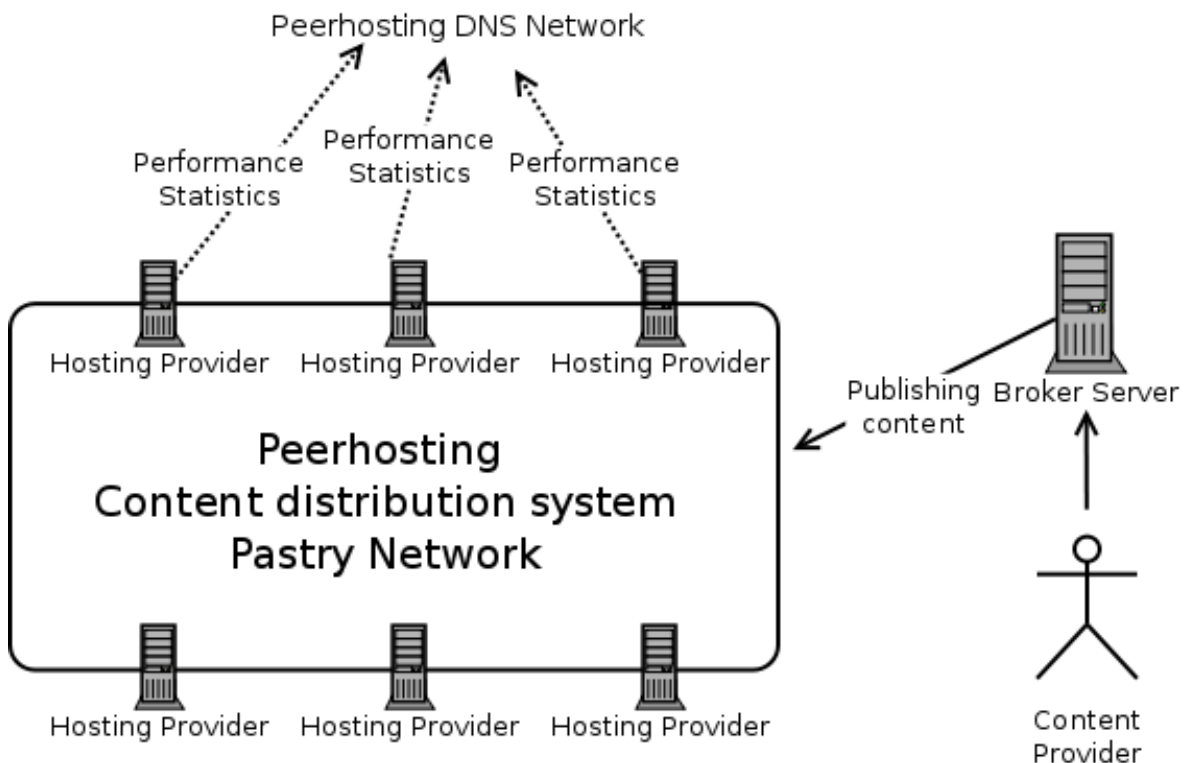 Peerhosting DNS Network
Performance
Statistics
Performance
Statistics
Performance
Statistics
Hosting Provider
Hosting Provider
Hosting Provider
Publishing
content
Broker Server
Peerhosting
Content distribution system
Pastry Network
Hosting Provider
Hosting Provider
Hosting Provider
Content
Provider